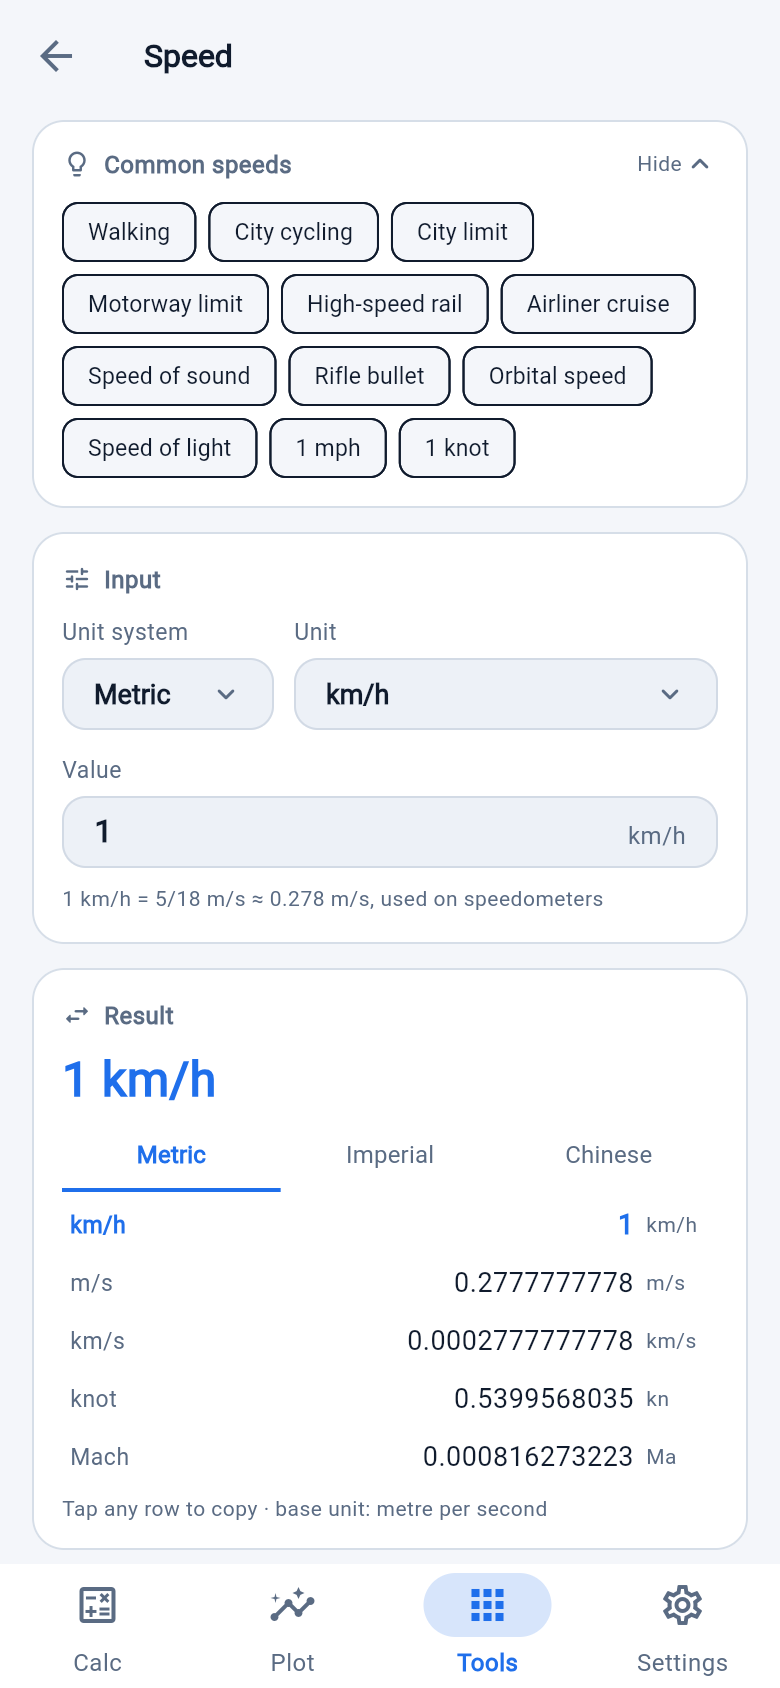 Speed
Common speeds
Hide
Walking City cycling City limit
Motorway limit High-speed rail Airliner cruise
Speed of sound Rifle bullet Orbital speed
Speed of light 1 mph 1 knot
Input
Unit system Unit
Metric km/h
Value
1 km/h
1 km/h = 5/18 m/s ≈ 0.278 m/s, used on speedometers
Result
1 km/h
Metric Imperial Chinese
km/h 1 km/h
m/s 0.2777777778 m/s
km/s 0.0002777777778 km/s
knot 0.5399568035 kn
Mach 0.000816273223 Ma
Tap any row to copy · base unit: metre per second
Calc Plot Tools Settings